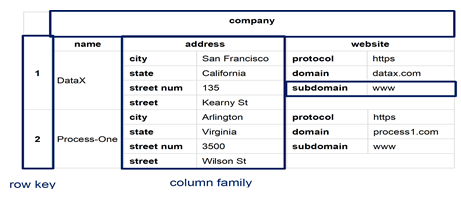 company
name address website
1 DataX city San Francisco protocol https
state California domain datax.com
street num 135 subdomain www
street Kearny St
2 Process-One city Arlington protocol https
state Virginia domain process1.com
street num 3500 subdomain www
street Wilson St
row key column family